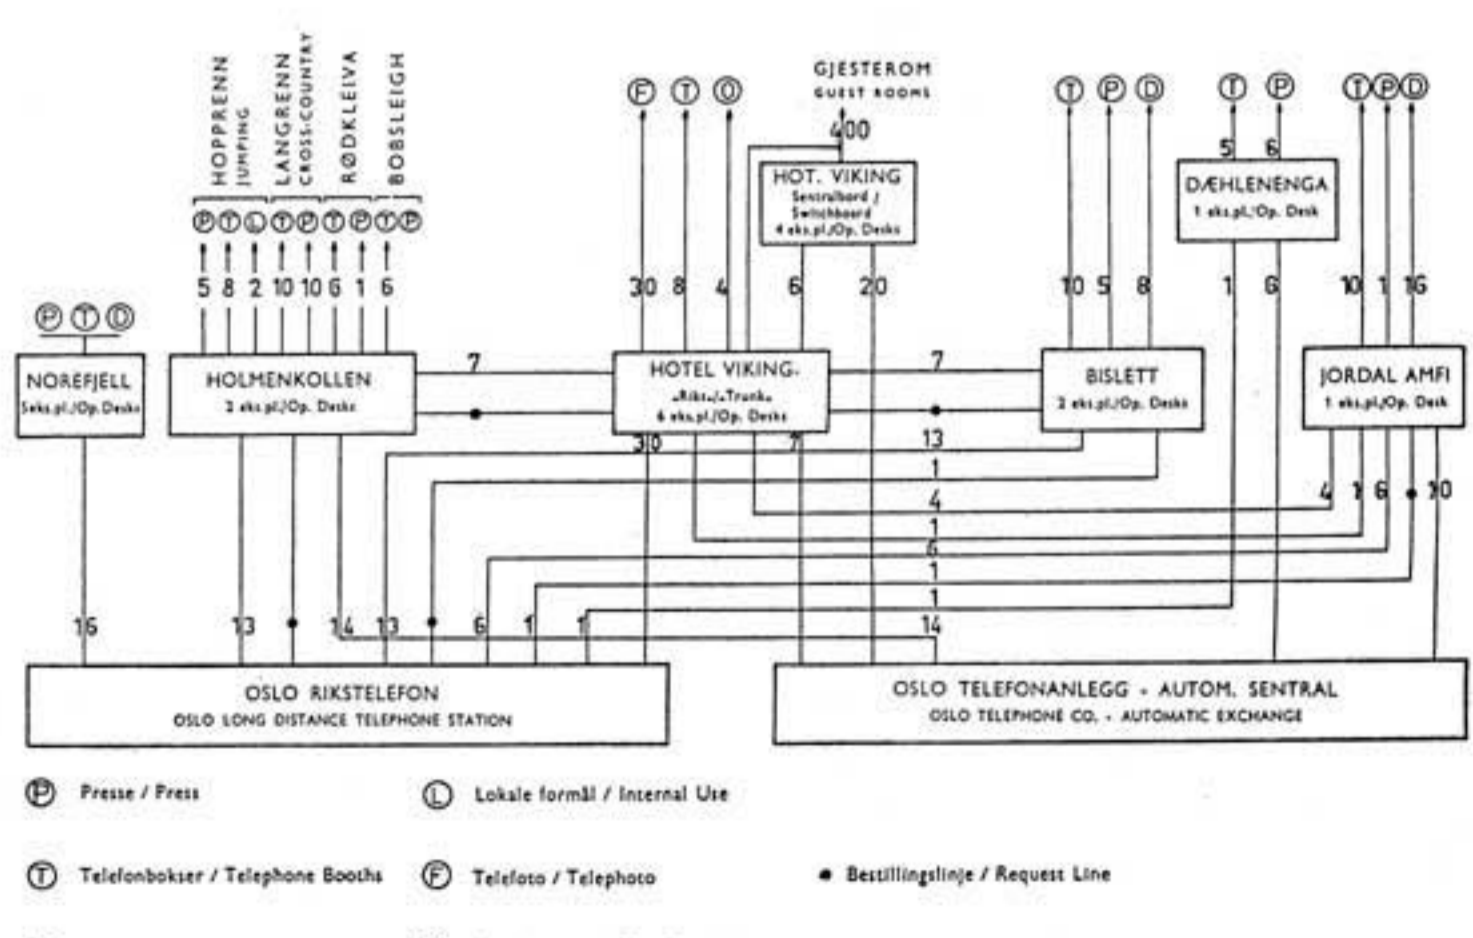 HOPPRENN
JUMPING
LANGRENN
CROSS-COUNTRY
RØDKLEIVA
BOBSLEIGH
GJESTEROM
GUEST ROOMS
F T O
T P D
T P
T P D
400
5 6
P T L T P T P T P
HOT. VIKING
Sentralbord /
Switchboard
4 eks.pl./Op. Desks
DÆHLENENGA
1 eks.pl./Op. Desk
5 8 2 10 10 6 1 6
30 8 4 6 20
10 5 8
1 6
10 1 16
P T D
NOREFJELL
5 eks.pl./Op. Desks
HOLMENKOLLEN
2 eks.pl./Op. Desks
7
HOTEL VIKING.
"Riks"/"Trunk"
6 eks.pl./Op. Desks
7
BISLETT
2 eks.pl./Op. Desks
JORDAL AMFI
1 eks.pl./Op. Desk
30 7
13
1
4
1
6
1
1
4 1 6 10
16 13 14 13 6 1 1 14
OSLO RIKSTELEFON
OSLO LONG DISTANCE TELEPHONE STATION
OSLO TELEFONANLEGG - AUTOM. SENTRAL
OSLO TELEPHONE CO. - AUTOMATIC EXCHANGE
P Presse / Press
L Lokale formål / Internal Use
T Telefonbokser / Telephone Booths
F Telefoto / Telephoto
Bestillingslinje / Request Line